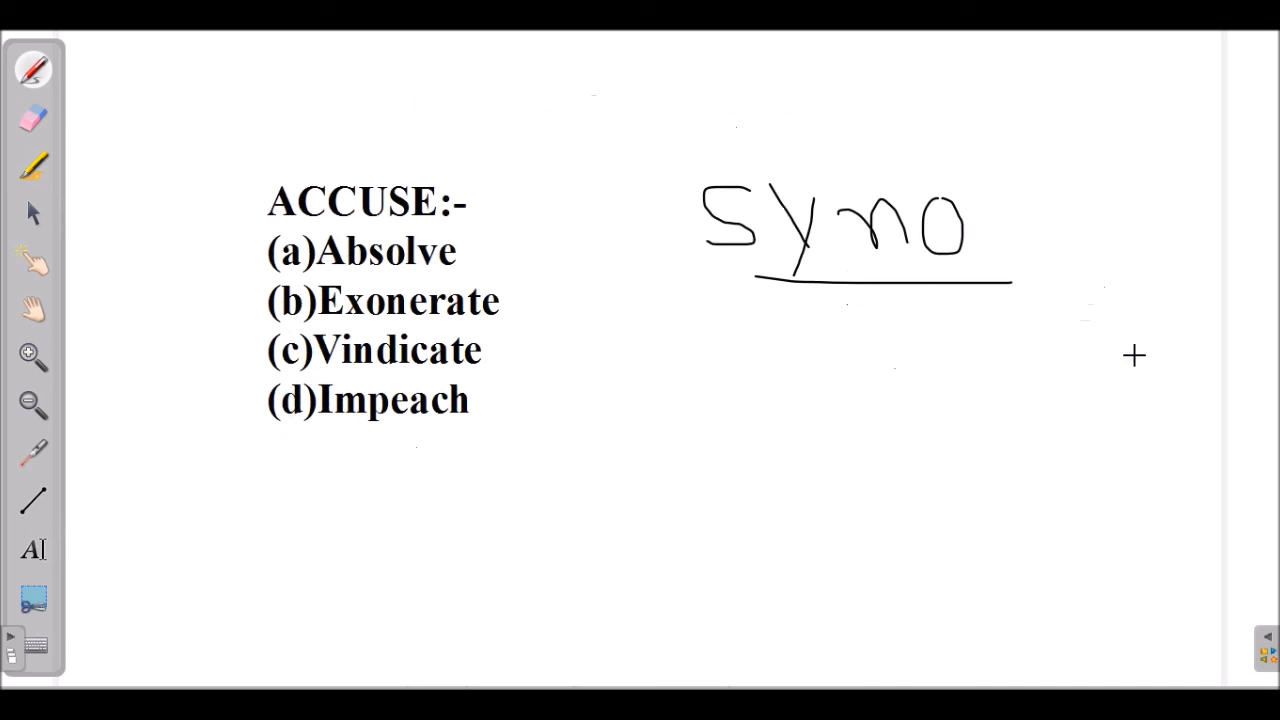 ACCUSE:-
(a)Absolve
(b)Exonerate
(c)Vindicate
(d)Impeach
Syno